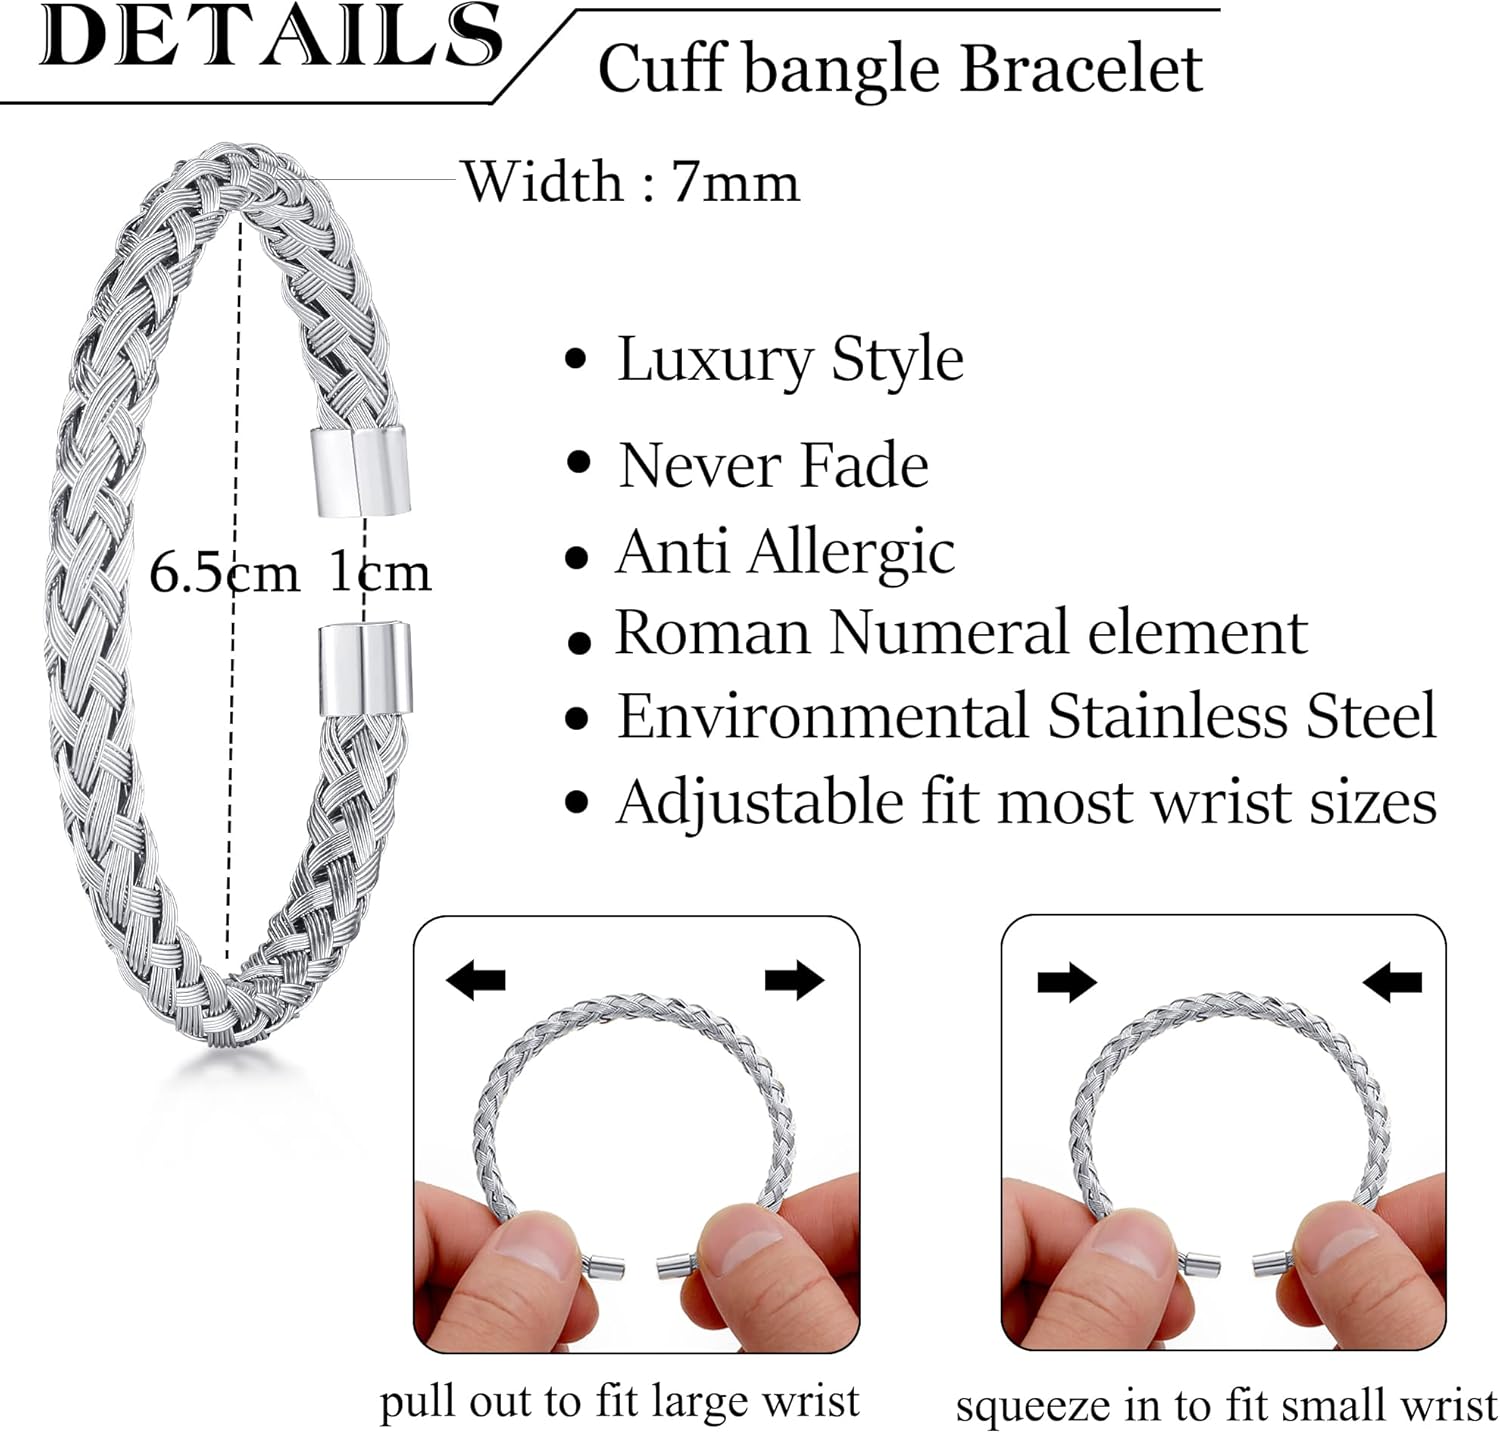 DETAILS
Cuff bangle Bracelet
Width : 7mm
6.5cm
1cm
• Luxury Style
• Never Fade
• Anti Allergic
• Roman Numeral element
• Environmental Stainless Steel
• Adjustable fit most wrist sizes
pull out to fit large wrist
squeeze in to fit small wrist